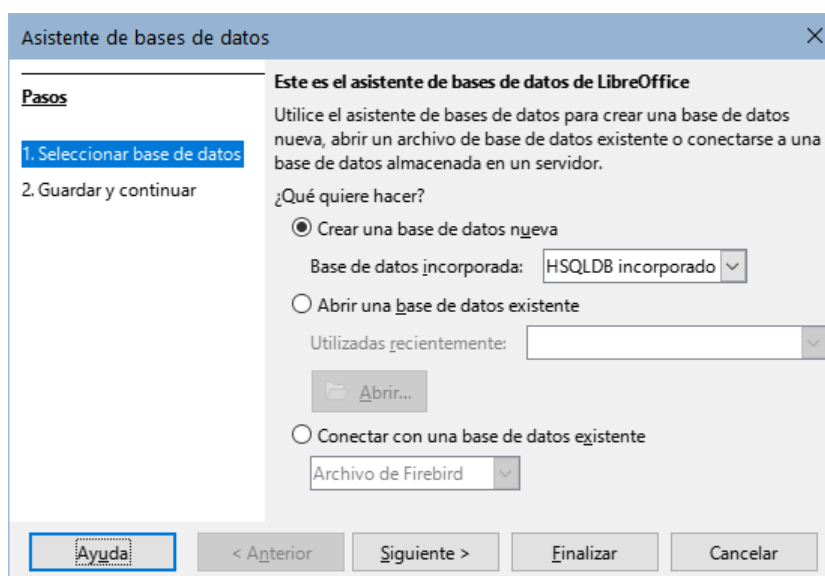 Asistente de bases de datos
Pasos
1. Seleccionar base de datos
2. Guardar y continuar
Este es el asistente de bases de datos de LibreOffice
Utilice el asistente de bases de datos para crear una base de datos
nueva, abrir un archivo de base de datos existente o conectarse a una
base de datos almacenada en un servidor.
¿Qué quiere hacer?
Crear una base de datos nueva
Base de datos incorporada: HSQLDB incorporado
Abrir una base de datos existente
Utilizadas recientemente:
Abrir...
Conectar con una base de datos existente
Archivo de Firebird
Ayuda < Anterior Siguiente > Finalizar Cancelar